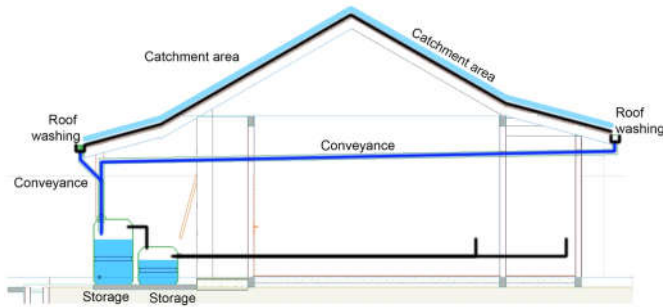 Catchment area
Catchment area
Roof
washing
Roof
washing
Conveyance
Conveyance
Storage
Storage